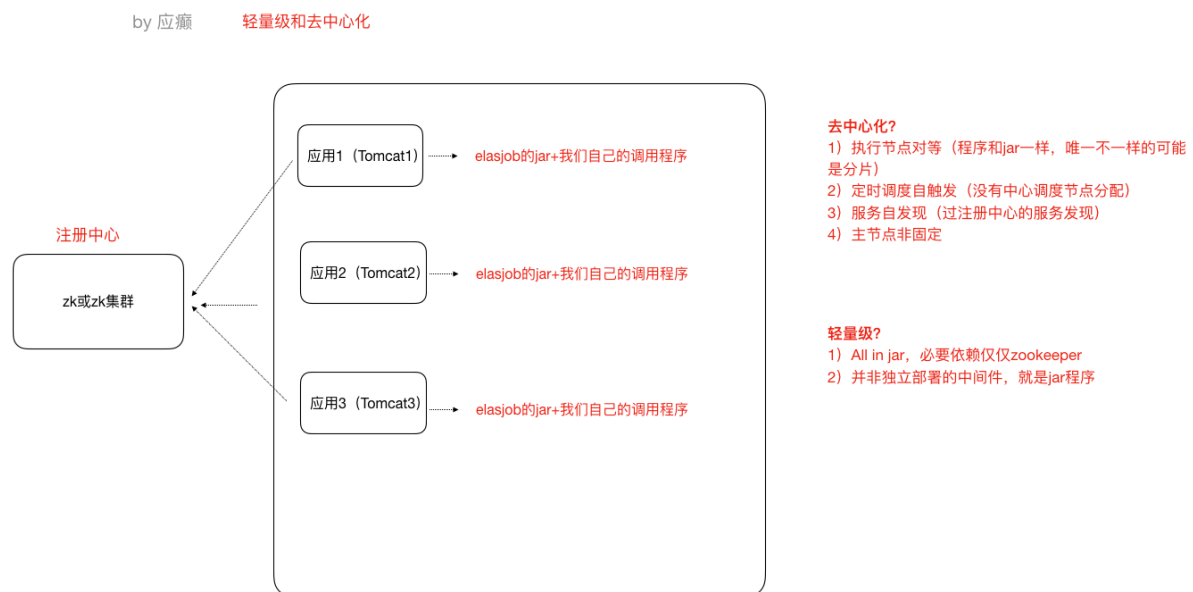 by 应癫
轻量级和去中心化
应用1（Tomcat1）
elasjob的jar+我们自己的调用程序
注册中心
zk或zk集群
应用2（Tomcat2）
elasjob的jar+我们自己的调用程序
应用3（Tomcat3）
elasjob的jar+我们自己的调用程序
去中心化?
1）执行节点对等（程序和jar一样，唯一不一样的可能
是分片）
2）定时调度自触发（没有中心调度节点分配）
3）服务自发现（过注册中心的服务发现）
4）主节点非固定
轻量级?
1）All in jar，必要依赖仅仅zookeeper
2）并非独立部署的中间件，就是jar程序